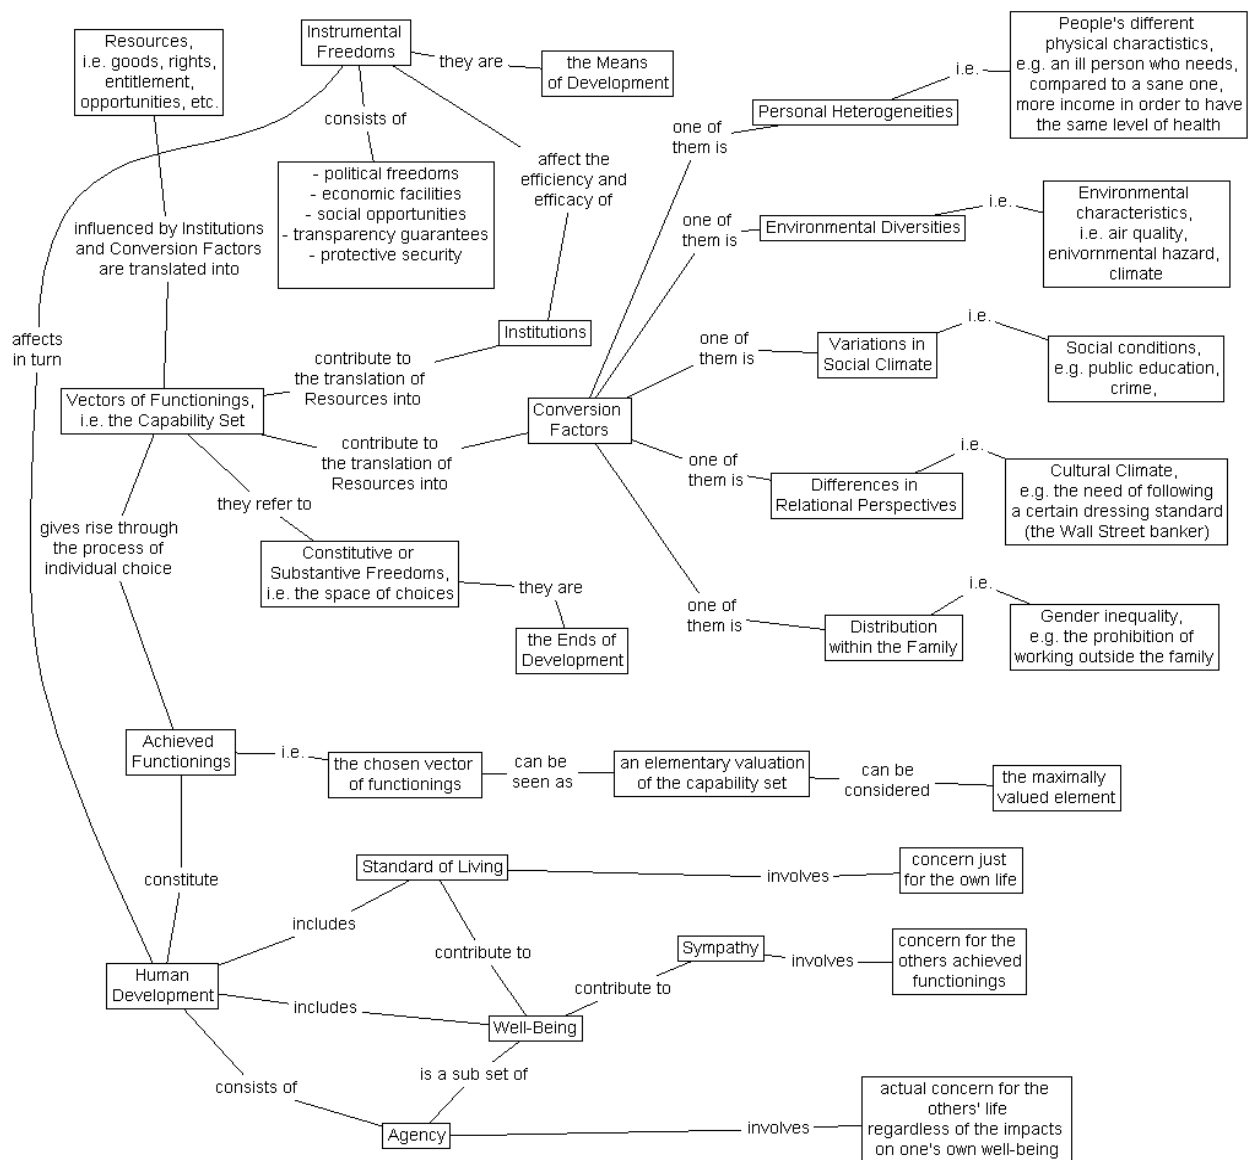 Resources,
i.e. goods, rights,
entitlement,
opportunities, etc.
Instrumental
Freedoms
they are
the Means
of Development
consists of
- political freedoms
- economic facilities
- social opportunities
- transparency guarantees
- protective security
affect the
efficiency and
efficacy of
influenced by Institutions
and Conversion Factors
are translated into
affects
in turn
Institutions
contribute to
the translation of
Resources into
Vectors of Functionings,
i.e. the Capability Set
contribute to
the translation of
Resources into
Conversion
Factors
one of
them is
Personal Heterogeneities
i.e.
People's different
physical charactistics,
e.g. an ill person who needs,
compared to a sane one,
more income in order to have
the same level of health
one of
them is
Environmental Diversities
i.e.
Environmental
characteristics,
i.e. air quality,
enivornmental hazard,
climate
one of
them is
Variations in
Social Climate
i.e.
Social conditions,
e.g. public education,
crime,
one of
them is
Differences in
Relational Perspectives
i.e.
Cultural Climate,
e.g. the need of following
a certain dressing standard
(the Wall Street banker)
one of
them is
Distribution
within the Family
i.e.
Gender inequality,
e.g. the prohibition of
working outside the family
they refer to
Constitutive or
Substantive Freedoms,
i.e. the space of choices
they are
the Ends of
Development
gives rise through
the process of
individual choice
Achieved
Functionings
i.e.
the chosen vector
of functionings
can be
seen as
an elementary valuation
of the capability set
can be
considered
the maximally
valued element
constitute
Standard of Living
involves
concern just
for the own life
includes
contribute to
Sympathy
involves
concern for the
others achieved
functionings
Human
Development
includes
contribute to
Well-Being
consists of
is a sub set of
Agency
involves
actual concern for the
others' life
regardless of the impacts
on one's own well-being